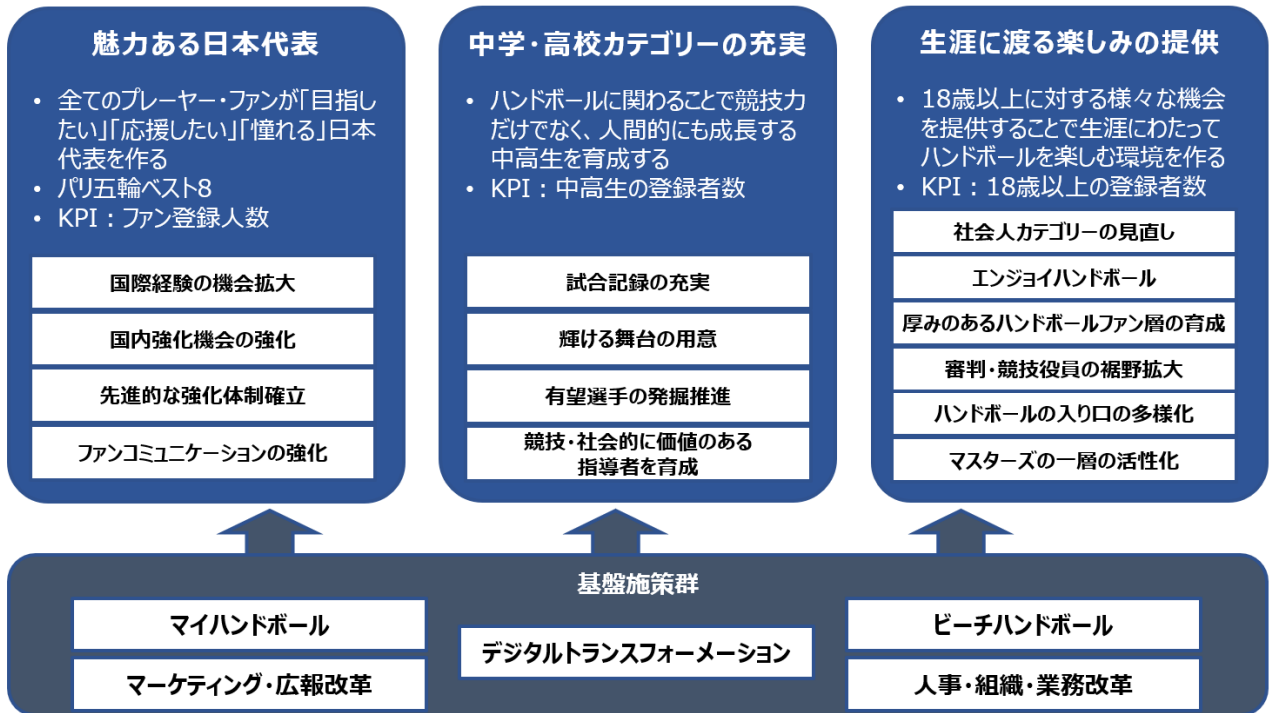 魅力ある日本代表
• 全てのプレーヤー・ファンが「目指し
たい」「応援したい」「憧れる」日本
代表を作る
• パリ五輪ベスト8
• KPI：ファン登録人数
国際経験の機会拡大
国内強化機会の強化
先進的な強化体制確立
ファンコミュニケーションの強化
中学・高校カテゴリーの充実
• ハンドボールに関わることで競技力
だけでなく、人間的にも成長する
中高生を育成する
• KPI：中高生の登録者数
試合記録の充実
輝ける舞台の用意
有望選手の発掘推進
競技・社会的に価値のある
指導者を育成
生涯に渡る楽しみの提供
• 18歳以上に対する様々な機会
を提供することで生涯にわたって
ハンドボールを楽しむ環境を作る
• KPI：18歳以上の登録者数
社会人カテゴリーの見直し
エンジョイハンドボール
厚みのあるハンドボールファン層の育成
審判・競技役員の裾野拡大
ハンドボールの入り口の多様化
マスターズの一層の活性化
基盤施策群
マイハンドボール
マーケティング・広報改革
デジタルトランスフォーメーション
ビーチハンドボール
人事・組織・業務改革